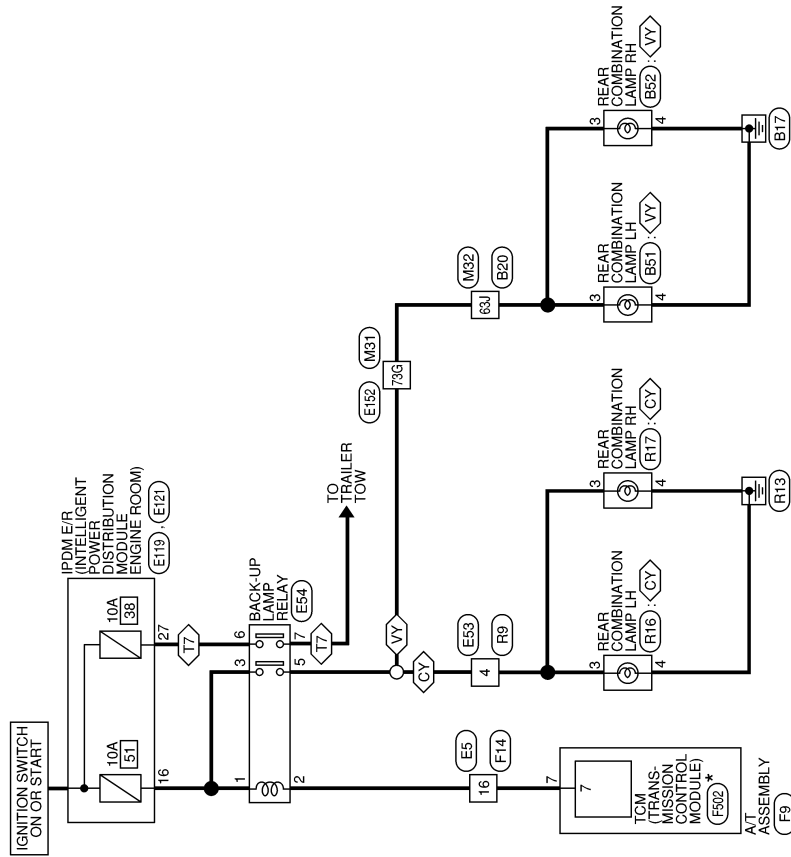 IGNITION SWITCH
ON OR START
IPDM E/R
(INTELLIGENT
POWER
DISTRIBUTION
MODULE
ENGINE ROOM)
E119 , E121
10A
51
10A
38
16
27
T7
BACK-UP
LAMP
RELAY
E54
1
3
6
2
5
7
T7
TO
TRAILER
TOW
VY
CY
E152
M31
73G
E5
F14
16
E53
R9
4
M32
B20
63J
7
7
TCM
(TRANS-
MISSION
CONTROL
MODULE)
F502 *
A/T
ASSEMBLY
F9
REAR
COMBINATION
LAMP LH
R16 : CY
3
4
REAR
COMBINATION
LAMP RH
R17 : CY
3
4
R13
REAR
COMBINATION
LAMP LH
B51 : VY
3
4
REAR
COMBINATION
LAMP RH
B52 : VY
3
4
B17